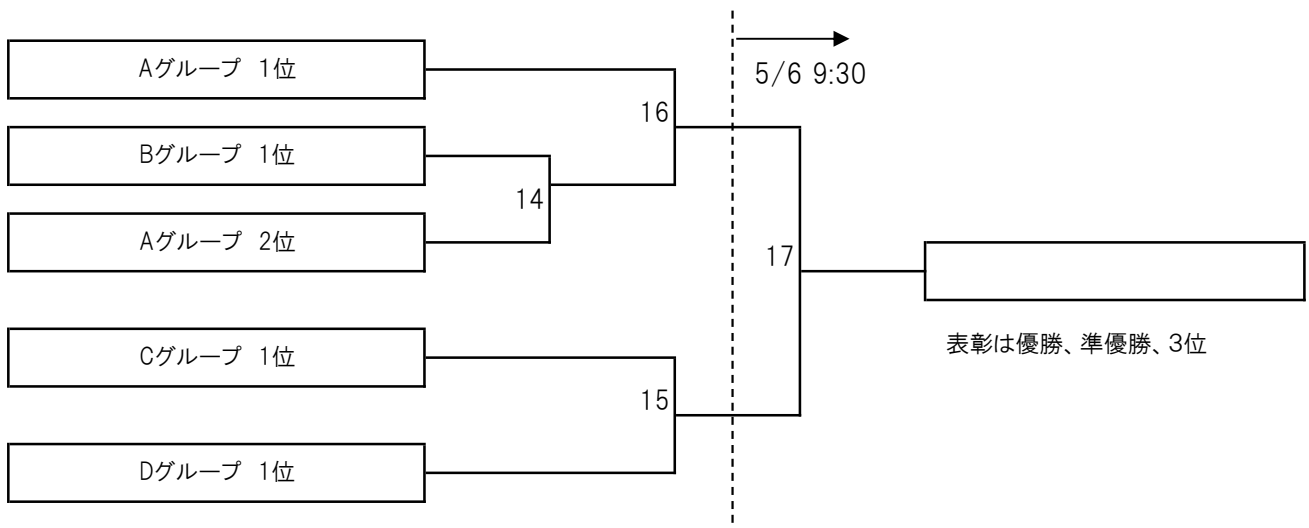 Aグループ 1位
5/6 9:30
16
Bグループ 1位
14
Aグループ 2位
17
Cグループ 1位
表彰は優勝、準優勝、3位
15
Dグループ 1位